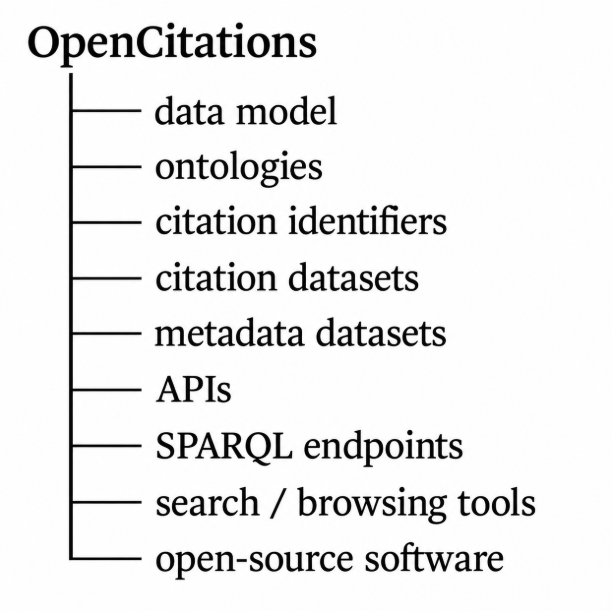 OpenCitations
data model
ontologies
citation identifiers
citation datasets
metadata datasets
APIs
SPARQL endpoints
search / browsing tools
open-source software